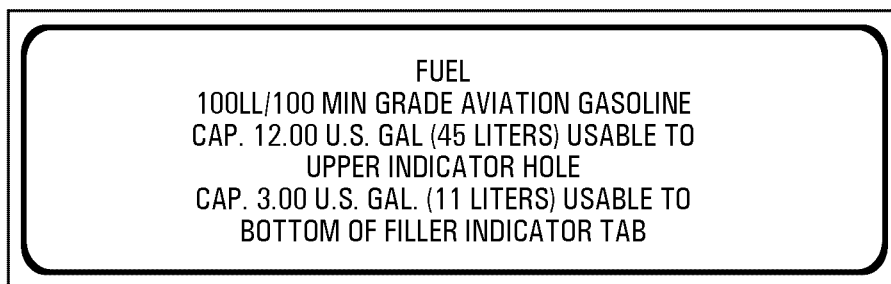 FUEL
100LL/100 MIN GRADE AVIATION GASOLINE
CAP. 12.00 U.S. GAL (45 LITERS) USABLE TO
UPPER INDICATOR HOLE
CAP. 3.00 U.S. GAL. (11 LITERS) USABLE TO
BOTTOM OF FILLER INDICATOR TAB